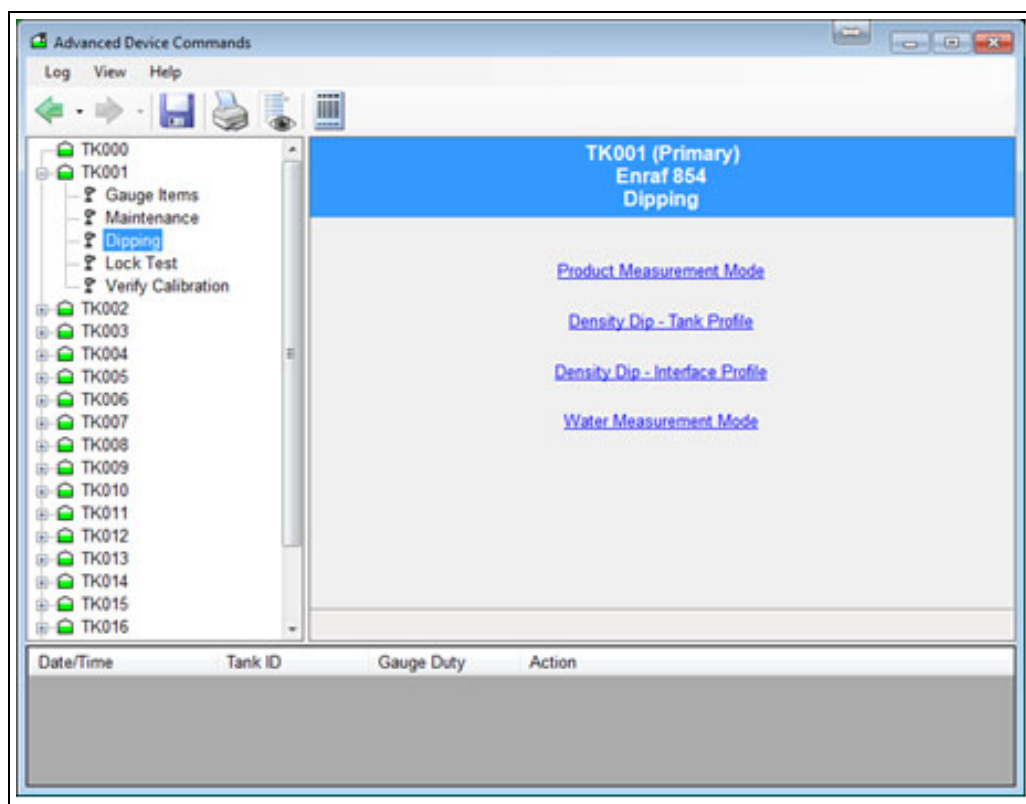 Advanced Device Commands
Log View Help
TK000
TK001
Gauge Items
Maintenance
Dipping
Lock Test
Verify Calibration
TK002
TK003
TK004
TK005
TK006
TK007
TK008
TK009
TK010
TK011
TK012
TK013
TK014
TK015
TK016
TK001 (Primary)
Enraf 854
Dipping
Product Measurement Mode
Density Dip - Tank Profile
Density Dip - Interface Profile
Water Measurement Mode
Date/Time Tank ID Gauge Duty Action